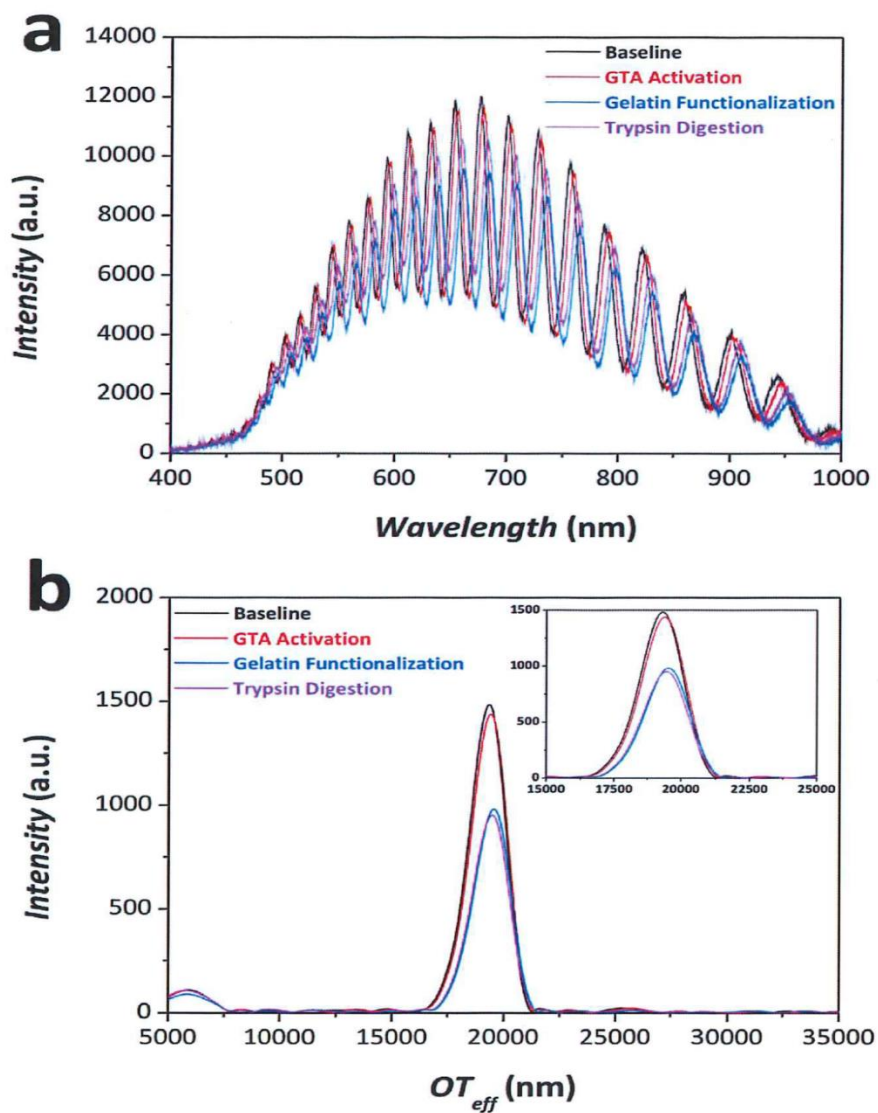 a
14000
12000
10000
8000
6000
4000
2000
0
Intensity (a.u.)
Baseline
GTA Activation
Gelatin Functionalization
Trypsin Digestion
400 500 600 700 800 900 1000
Wavelength (nm)
b
2000
1500
1000
500
0
Intensity (a.u.)
Baseline
GTA Activation
Gelatin Functionalization
Trypsin Digestion
1500
1000
500
0
15000 17500 20000 22500 25000
5000 10000 15000 20000 25000 30000 35000
OTeff (nm)